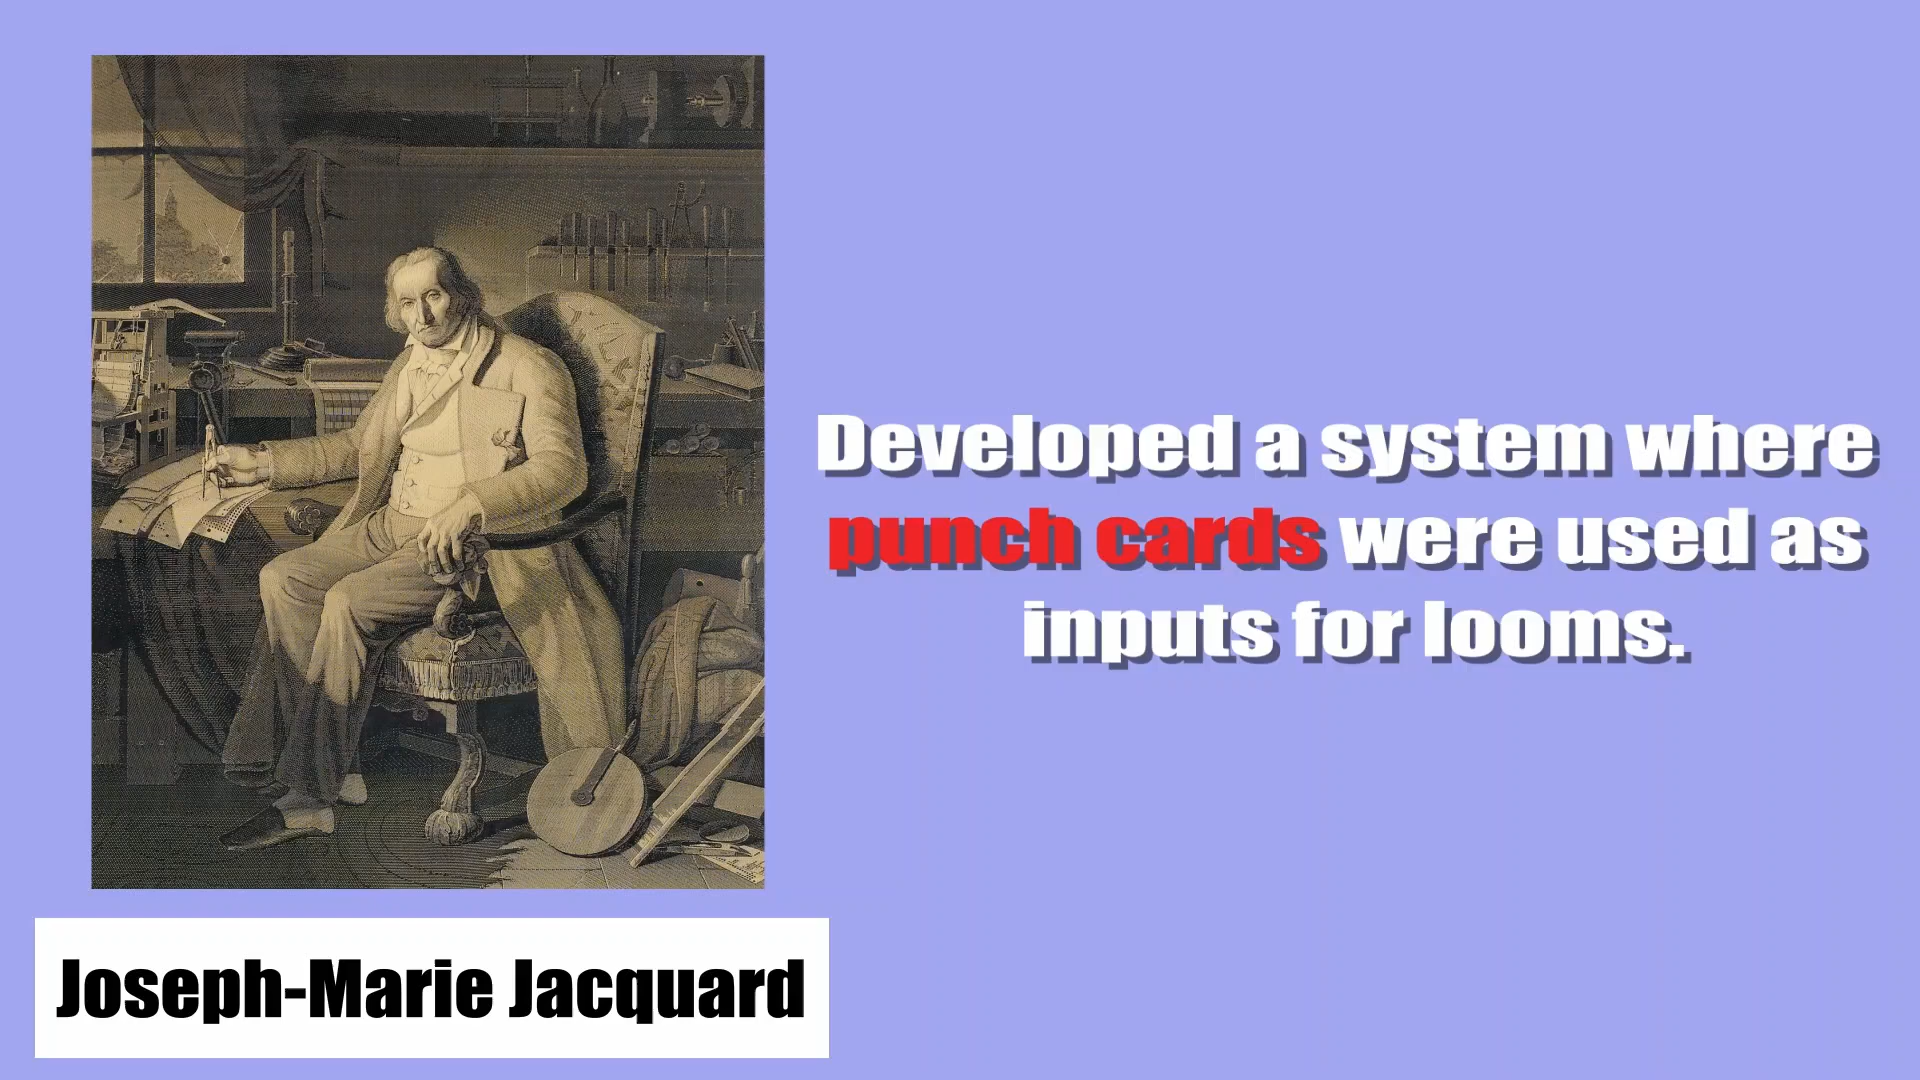 Developed a system where
punch cards were used as
inputs for looms.
Joseph-Marie Jacquard